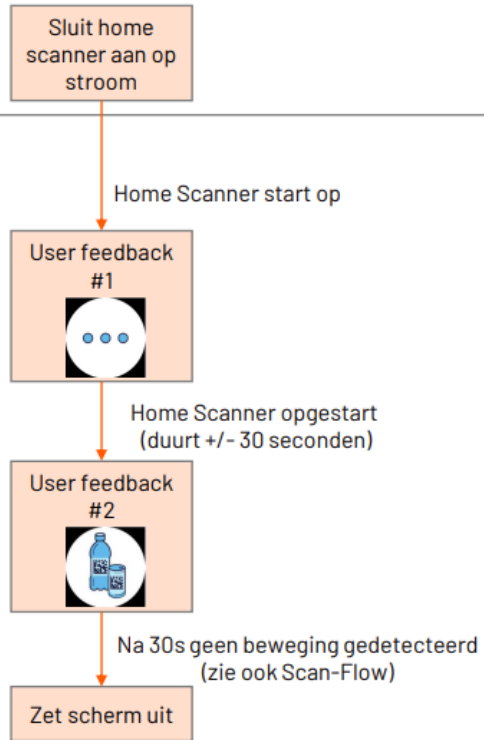 Sluit home
scanner aan op
stroom
Home Scanner start op
User feedback
#1
Home Scanner opgestart
(duurt +/- 30 seconden)
User feedback
#2
Na 30s geen beweging gedetecteerd
(zie ook Scan-Flow)
Zet scherm uit